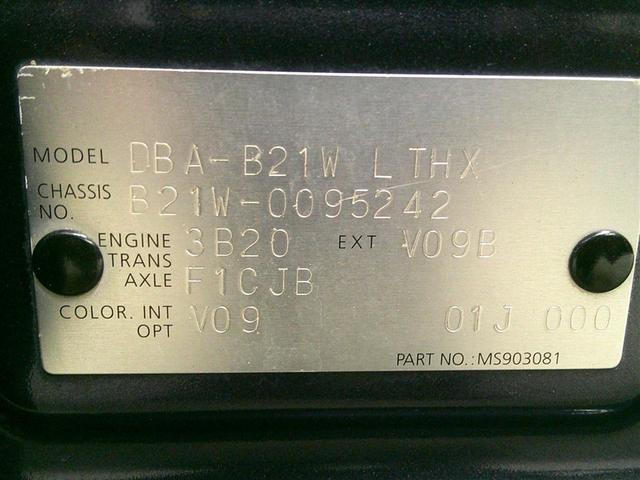 MODEL DBA-B21W LTHX
CHASSIS NO. B21W-0095242
ENGINE 3B20 EXT V09B
TRANS AXLE F1CJB
COLOR. INT OPT V09 01J 000
PART NO.: MS903081